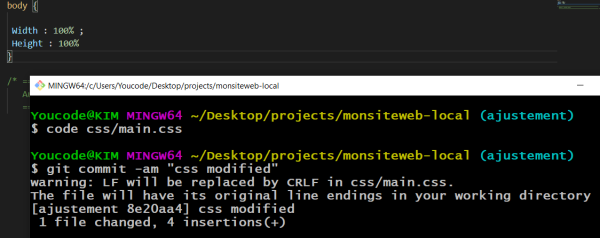 body {
Width : 100% ;
Height : 100%
}
/* =
MINGW64:/c/Users/Youcode/Desktop/projects/monsiteweb-local
Youcode@KIM MINGW64 ~/Desktop/projects/monsiteweb-local (ajustement)
$ code css/main.css
Youcode@KIM MINGW64 ~/Desktop/projects/monsiteweb-local (ajustement)
$ git commit -am "css modified"
warning: LF will be replaced by CRLF in css/main.css.
The file will have its original line endings in your working directory
[ajustement 8e20aa4] css modified
1 file changed, 4 insertions(+)